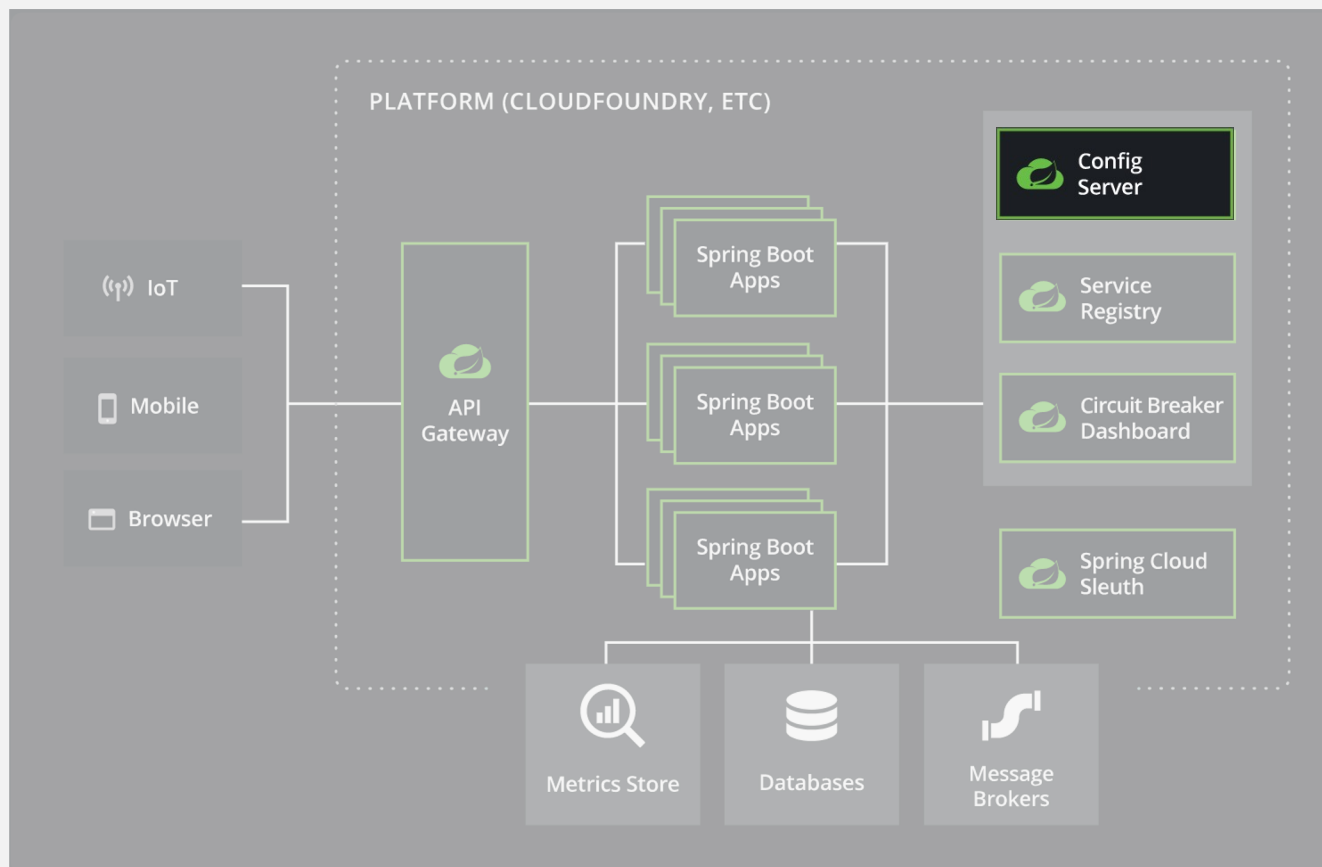 PLATFORM (CLOUDFOUNDRY, ETC)
IoT
Mobile
Browser
API
Gateway
Spring Boot
Apps
Spring Boot
Apps
Spring Boot
Apps
Config
Server
Service
Registry
Circuit Breaker
Dashboard
Spring Cloud
Sleuth
Metrics Store
Databases
Message
Brokers